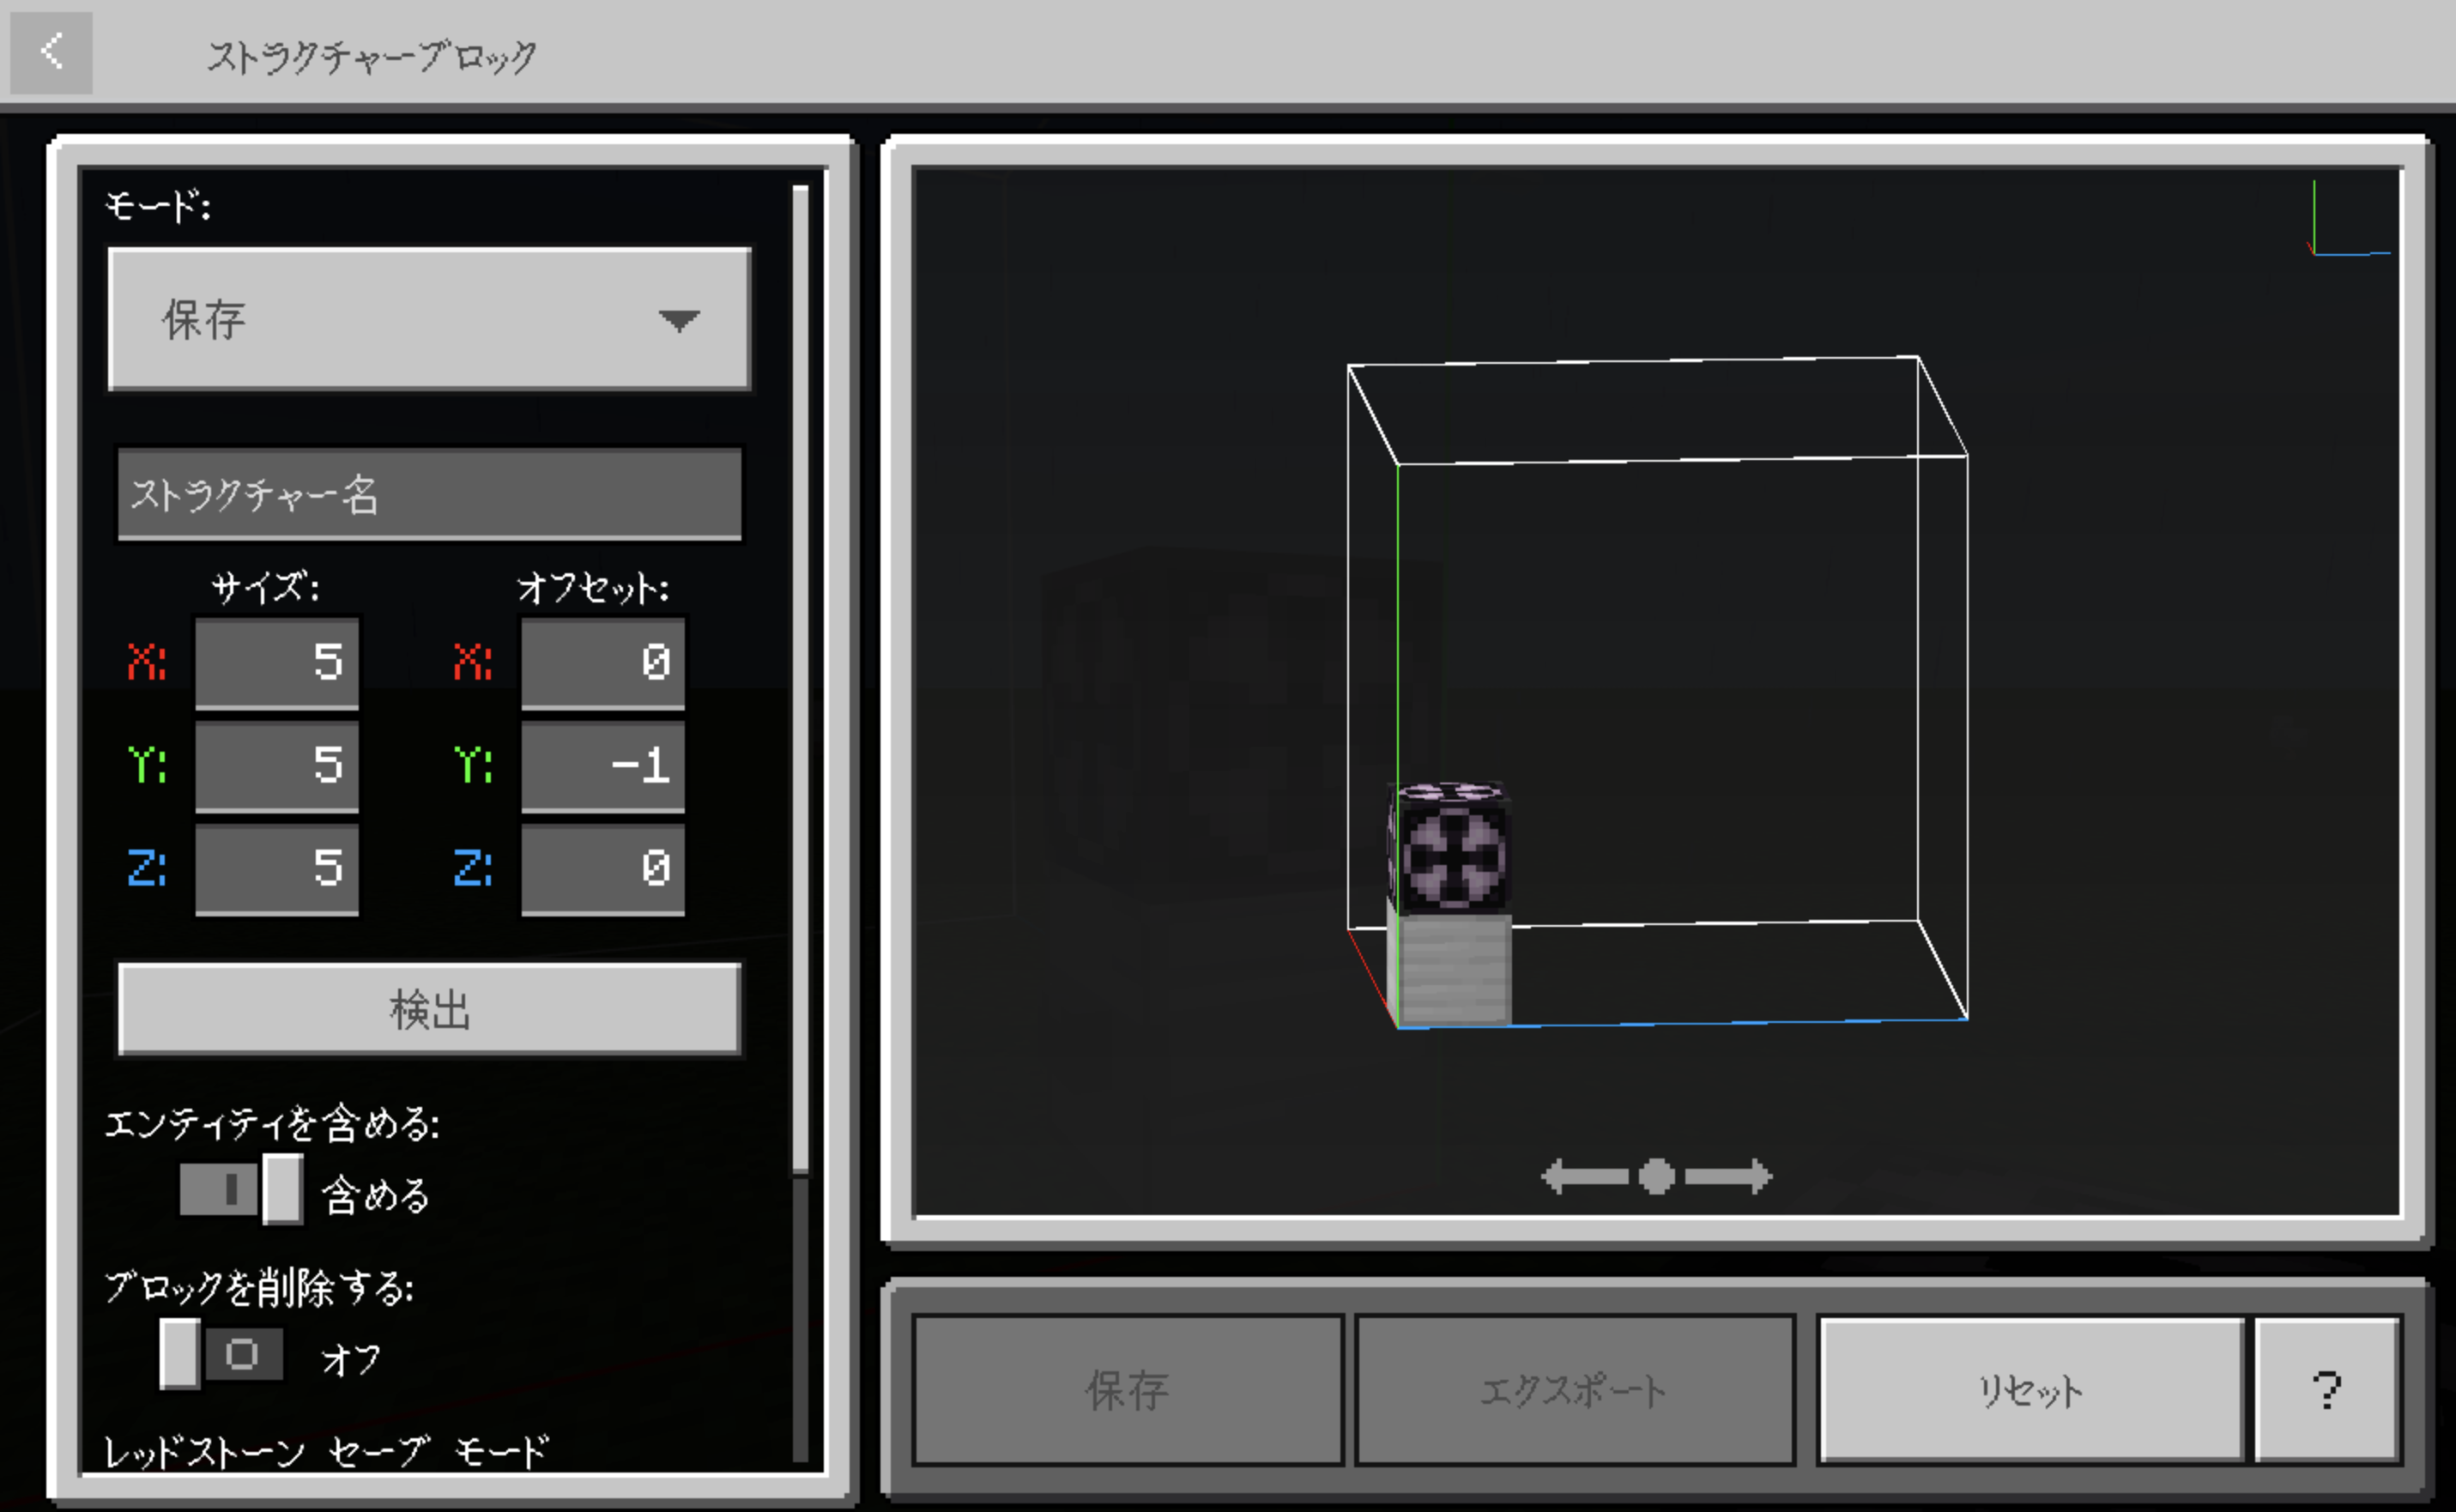 ストラクチャーブロック
モード:
保存
ストラクチャー名
サイズ: オフセット:
X: 5 X: 0
Y: 5 Y: -1
Z: 5 Z: 0
検出
エンティティを含める:
含める
ブロックを削除する:
オフ
レッドストーン セーブ モード
保存 エクスポート リセット ?